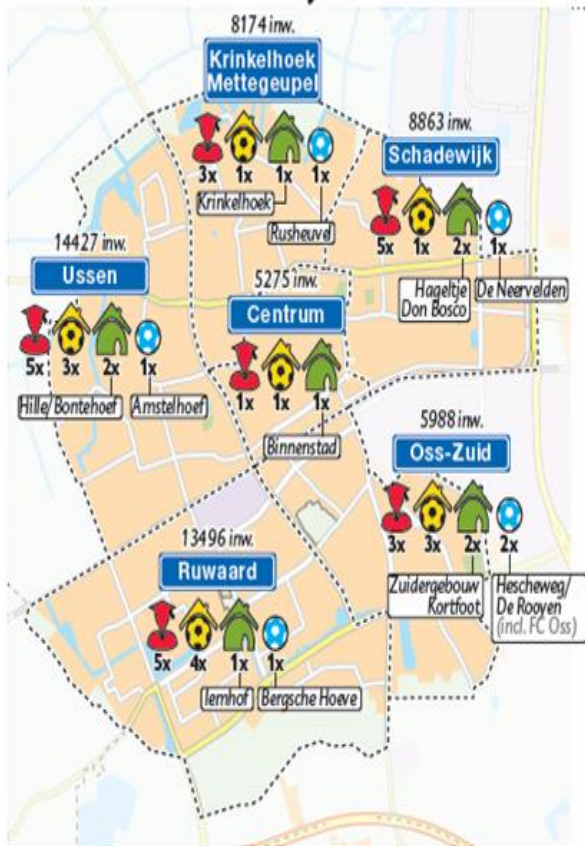 8174 inw.
Krinkelhoek
Mettegeupel
3x 1x 1x 1x
Krinkelhoek
Rusheuvel
8863 inw.
Schadewijk
5x 1x 2x 1x
Hageltje
Don Bosco
De Neervelden
14427 inw.
Ussen
5x 3x 2x 1x
Hille/Bontehoef
Amstelhoef
5275 inw.
Centrum
1x 1x 1x
Binnenstad
5988 inw.
Oss-Zuid
3x 3x 2x 2x
Zuidergebouw
Kortfoot
Hescheweg/
De Rooyen
(incl. FC Oss)
13496 inw.
Ruwaard
5x 4x 1x 1x
Iemhof
Bergsche Hoeve